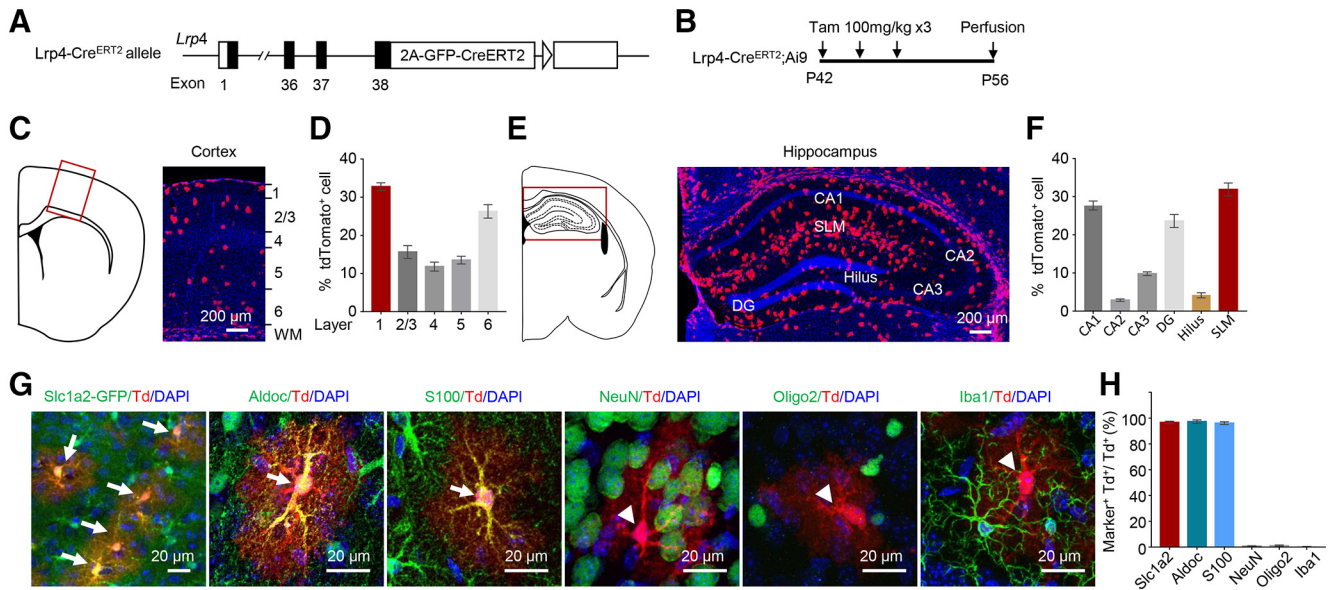 A
Lrp4-CreERT2 allele
Lrp4
2A-GFP-CreERT2
Exon 1 36 37 38
B
Tam 100mg/kg x3 Perfusion
Lrp4-CreERT2;Ai9
P42 P56
C
Cortex
1
2/3
4
5
6
WM
200 µm
D
% tdTomato+ cell
40
30
20
10
0
Layer 1 2/3 4 5 6
E
Hippocampus
CA1
SLM
CA2
Hilus
CA3
DG
200 µm
F
% tdTomato+ cell
40
30
20
10
0
CA1 CA2 CA3 DG Hilus SLM
G
Slc1a2-GFP/Td/DAPI Aldoc/Td/DAPI S100/Td/DAPI NeuN/Td/DAPI Oligo2/Td/DAPI Iba1/Td/DAPI
20 µm 20 µm 20 µm 20 µm 20 µm 20 µm
H
Marker+ Td+/ Td+ (%)
100
80
60
40
20
0
Slc1a2 Aldoc S100 NeuN Oligo2 Iba1